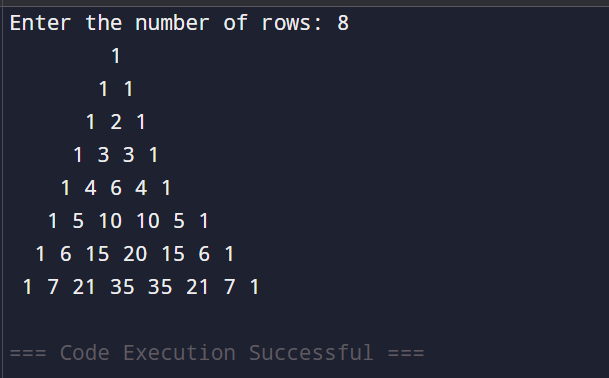 Enter the number of rows: 8
        1
       1 1
      1 2 1
     1 3 3 1
    1 4 6 4 1
   1 5 10 10 5 1
  1 6 15 20 15 6 1
 1 7 21 35 35 21 7 1
=== Code Execution Successful ===